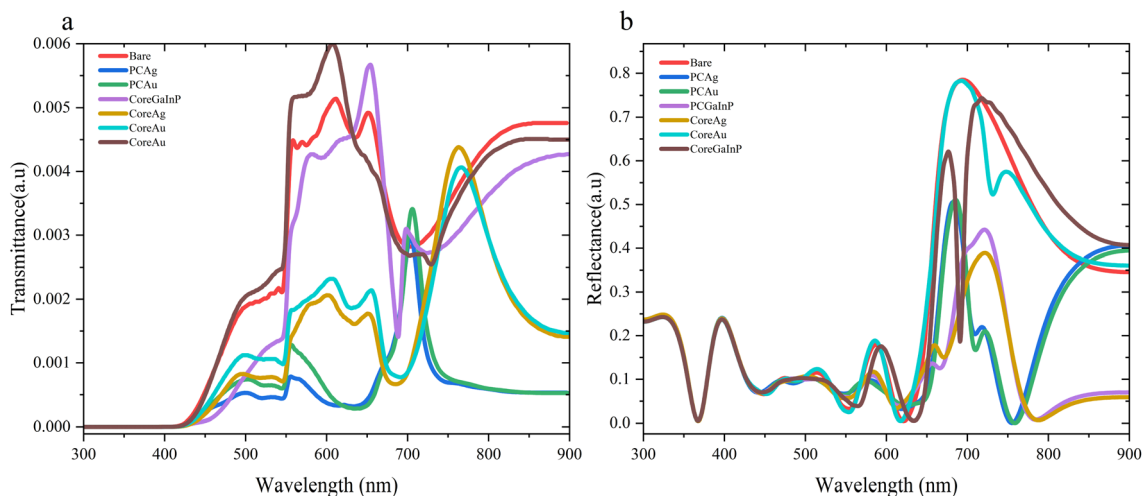 a
Transmittance(a.u)
0.006
0.005
0.004
0.003
0.002
0.001
0.000
Bare
PCAg
PCAu
CoreGaInP
CoreAg
CoreAu
CoreAu
300 400 500 600 700 800 900
Wavelength (nm)
b
Reflectance(a.u)
0.8
0.7
0.6
0.5
0.4
0.3
0.2
0.1
0.0
Bare
PCAg
PCAu
PCGaInP
CoreAg
CoreAu
CoreGaInP
300 400 500 600 700 800 900
Wavelength (nm)